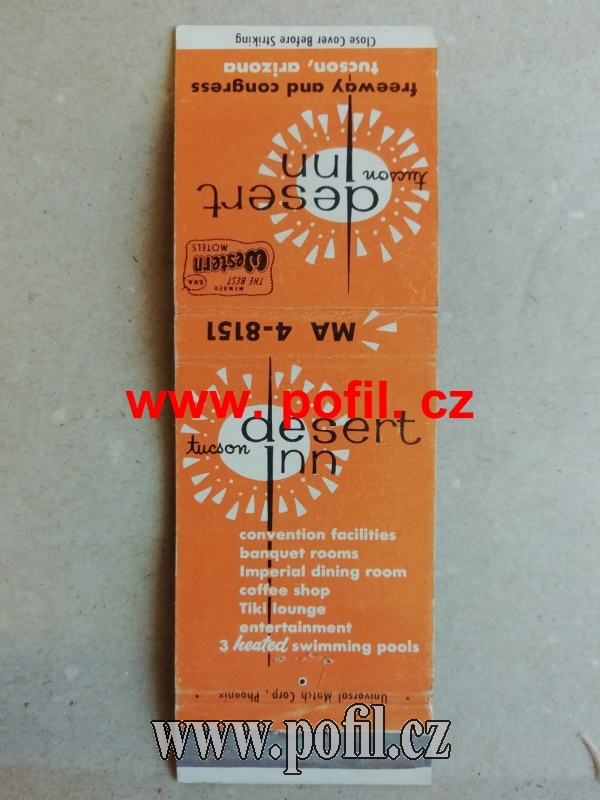 Close Cover Before Striking
tucson, arizona
freeway and congress
tucson
desert
inn
MEMBER
THE BEST
BWM
Western
MOTELS
MA 4-8151
www. pofil. cz
tucson
desert
inn
convention facilities
banquet rooms
Imperial dining room
coffee shop
Tiki lounge
entertainment
3 heated swimming pools
Universal Match Corp., Phoenix
www.pofil.cz